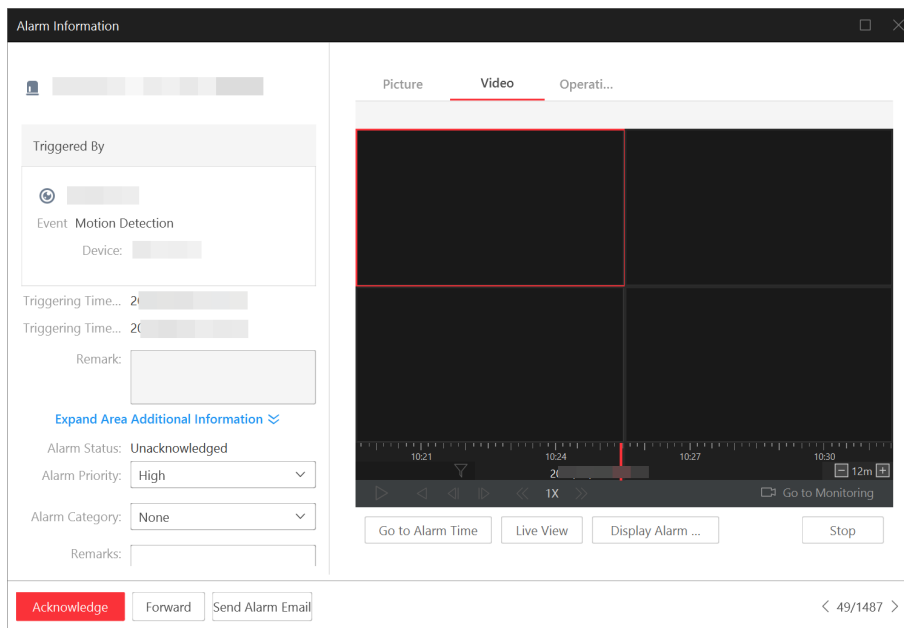 Alarm Information
Triggered By
Event Motion Detection
Device:
Triggering Time... 2
Triggering Time... 20
Remark:
Expand Area Additional Information
Alarm Status: Unacknowledged
Alarm Priority: High
Alarm Category: None
Remarks:
Picture Video Operati...
10:21 10:24 10:27 10:30
20
12m
1X
Go to Monitoring
Go to Alarm Time Live View Display Alarm ... Stop
Acknowledge Forward Send Alarm Email
49/1487